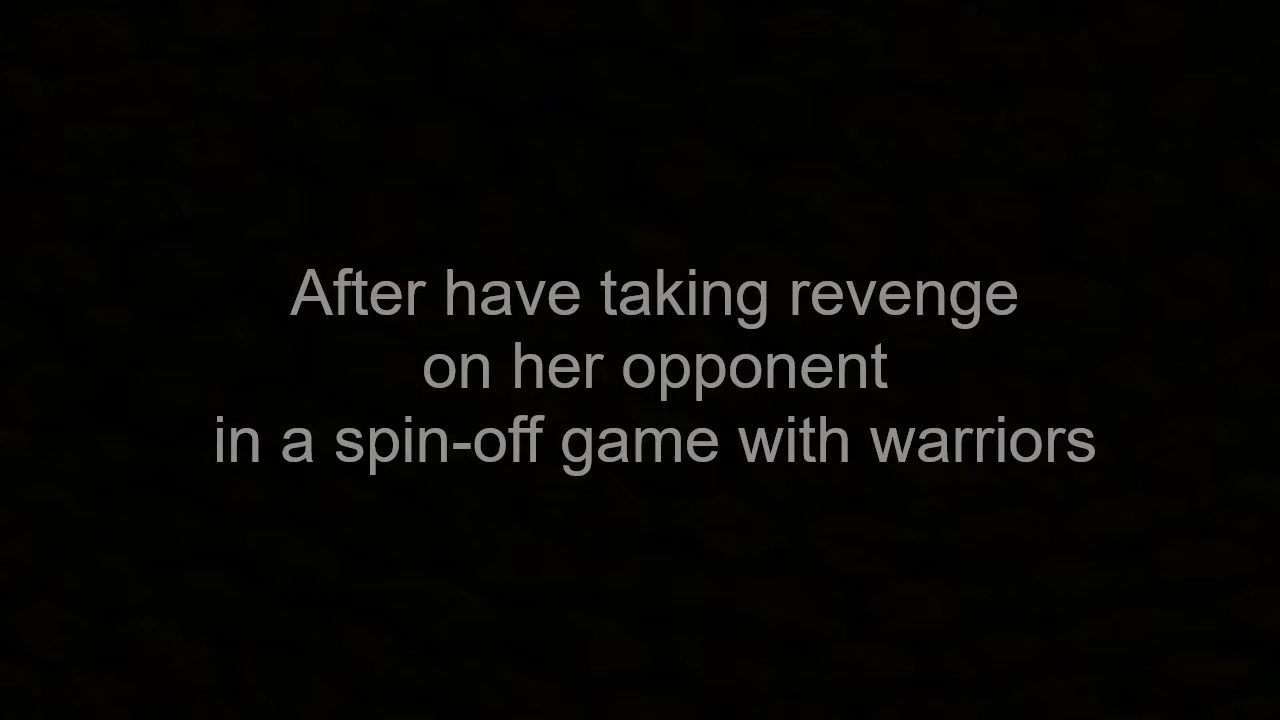 After have taking revenge
on her opponent
in a spin-off game with warriors